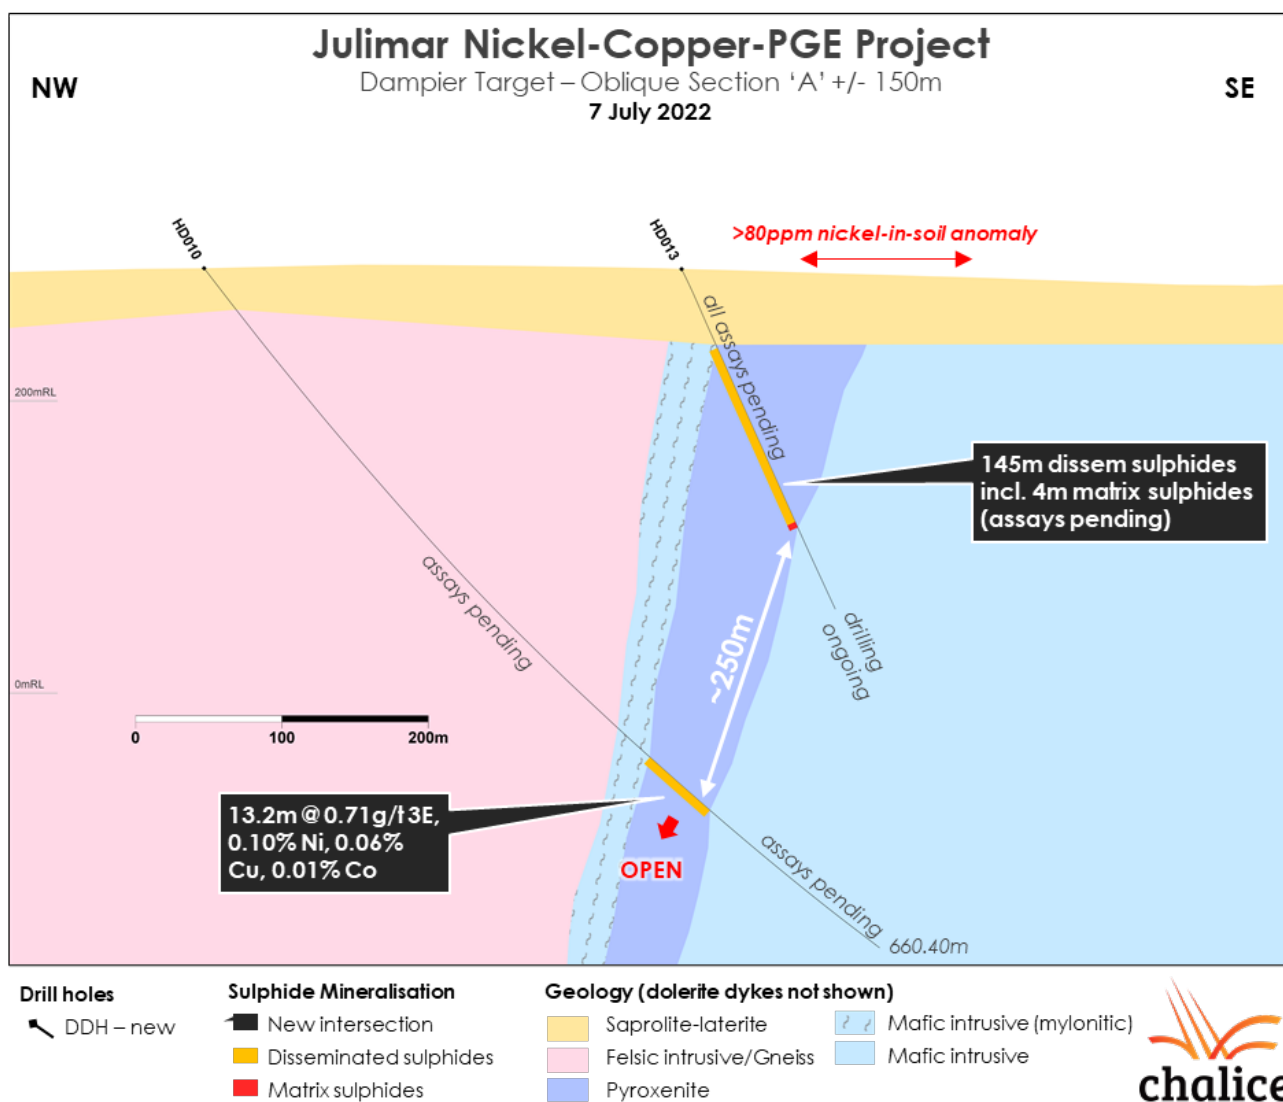 Julimar Nickel-Copper-PGE Project
Dampier Target – Oblique Section ‘A’ +/- 150m
7 July 2022
NW
SE
HD010
HD013
>80ppm nickel-in-soil anomaly
all assays pending
200mRL
145m dissem sulphides
incl. 4m matrix sulphides
(assays pending)
assays pending
drilling
ongoing
~250m
0mRL
0
100
200m
13.2m @ 0.71g/t 3E,
0.10% Ni, 0.06%
Cu, 0.01% Co
OPEN
assays pending
660.40m
Drill holes
DDH – new
Sulphide Mineralisation
New intersection
Disseminated sulphides
Matrix sulphides
Geology (dolerite dykes not shown)
Saprolite-laterite
Felsic intrusive/Gneiss
Pyroxenite
Mafic intrusive (mylonitic)
Mafic intrusive
chalice